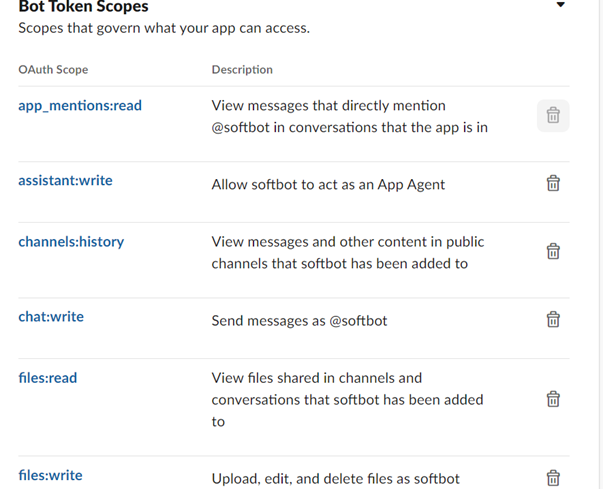 Bot Token Scopes
Scopes that govern what your app can access.
OAuth Scope Description
app_mentions:read View messages that directly mention
@softbot in conversations that the app is in
assistant:write Allow softbot to act as an App Agent
channels:history View messages and other content in public
channels that softbot has been added to
chat:write Send messages as @softbot
files:read View files shared in channels and
conversations that softbot has been added
to
files:write Upload, edit, and delete files as softbot